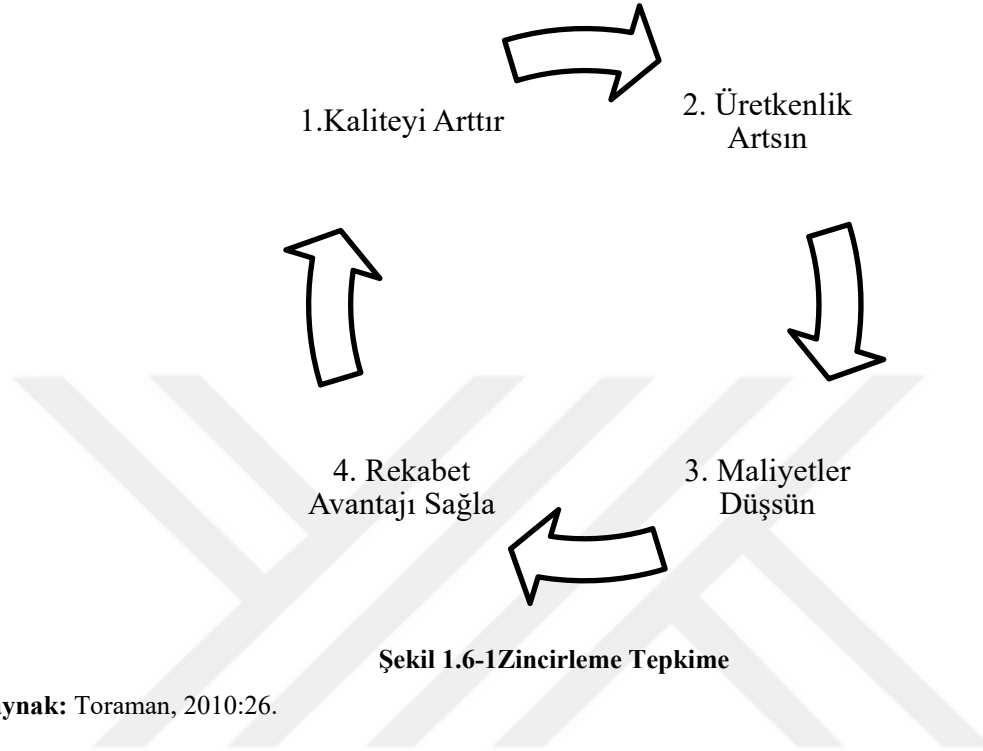 1.Kaliteyi Arttır
2. Üretkenlik
Artsın
3. Maliyetler
Düşsün
4. Rekabet
Avantajı Sağla
Şekil 1.6-1Zincirleme Tepkime
aynak: Toraman, 2010:26.